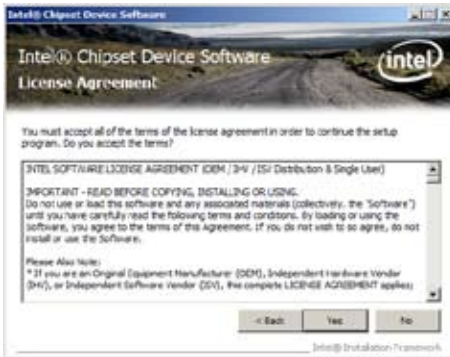 Intel® Chipset Device Software
Intel® Chipset Device Software
intel
License Agreement
You must accept all of the terms of the license agreement in order to continue the setup
program. Do you accept the terms?
INTEL SOFTWARE LICENSE AGREEMENT (OEM / IHV / ISV Distribution & Single User)
IMPORTANT - READ BEFORE COPYING, INSTALLING OR USING.
Do not use or load this software and any associated materials (collectively, the "Software")
until you have carefully read the following terms and conditions. By loading or using the
Software, you agree to the terms of this Agreement. If you do not wish to so agree, do not
install or use the Software.
Please Also Note:
* If you are an Original Equipment Manufacturer (OEM), Independent Hardware Vendor
(IHV), or Independent Software Vendor (ISV), this complete LICENSE AGREEMENT applies;
< Back Yes No
Intel® Installation Framework